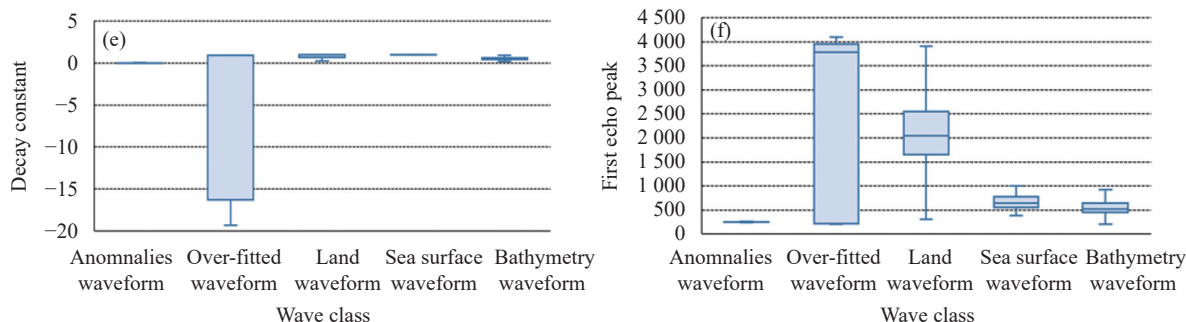 (e)
Decay constant
5
0
−5
−10
−15
−20
Anomnalies
waveform
Over-fitted
waveform
Land
waveform
Sea surface
waveform
Bathymetry
waveform
Wave class
(f)
First echo peak
4 500
4 000
3 500
3 000
2 500
2 000
1 500
1 000
500
0
Anomnalies
waveform
Over-fitted
waveform
Land
waveform
Sea surface
waveform
Bathymetry
waveform
Wave class